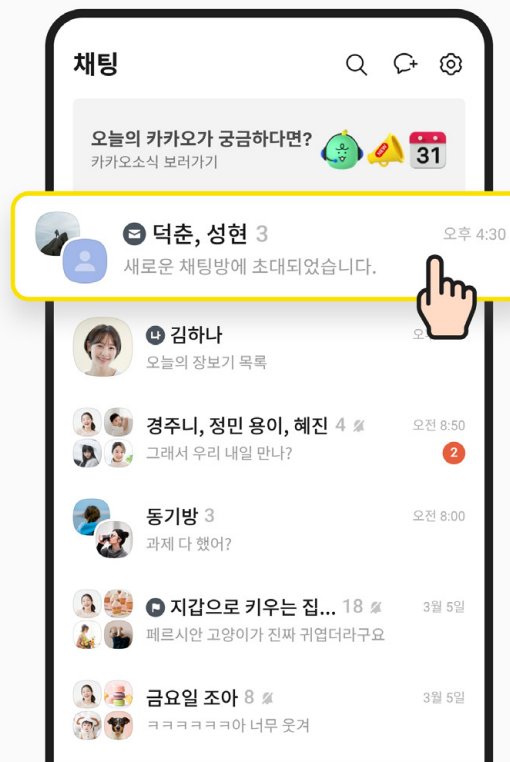 채팅
오늘의 카카오가 궁금하다면?
카카오소식 보러가기
31
덕춘, 성현 3
오후 4:30
새로운 채팅방에 초대되었습니다.
나 김하나
오늘의 장보기 목록
경주니, 정민 용이, 혜진 4
오전 8:50
그래서 우리 내일 만나?
2
동기방 3
오전 8:00
과제 다 했어?
지갑으로 키우는 집... 18
3월 5일
페르시안 고양이가 진짜 귀엽더라구요
금요일 조아 8
3월 5일
ㅋㅋㅋㅋㅋㅋ아 너무 웃겨